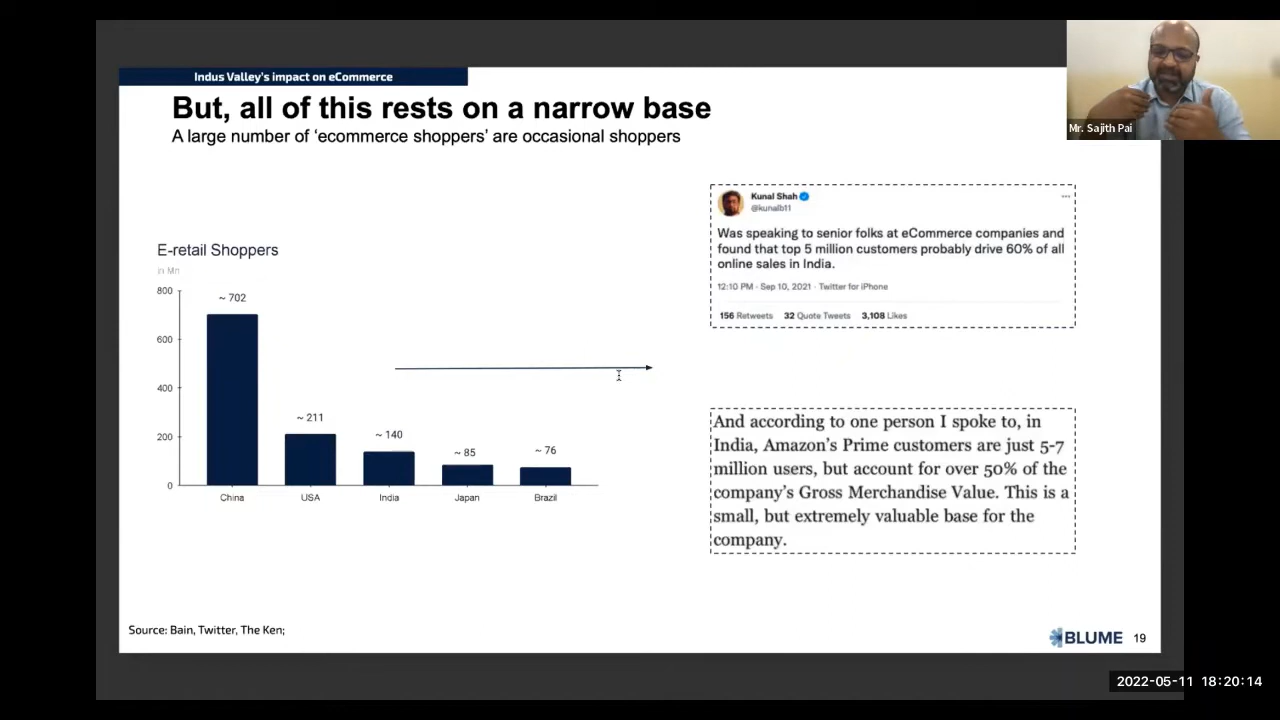 Indus Valley's impact on eCommerce
But, all of this rests on a narrow base
A large number of 'ecommerce shoppers' are occasional shoppers
Mr. Sajith Pai
E-retail Shoppers
in Mn
800
600
400
200
0
~ 702
~ 211
~ 140
~ 85
~ 76
China
USA
India
Japan
Brazil
Kunal Shah
@kunalb11
Was speaking to senior folks at eCommerce companies and
found that top 5 million customers probably drive 60% of all
online sales in India.
12:10 PM · Sep 10, 2021 · Twitter for iPhone
156 Retweets 32 Quote Tweets 3,108 Likes
And according to one person I spoke to, in
India, Amazon's Prime customers are just 5-7
million users, but account for over 50% of the
company's Gross Merchandise Value. This is a
small, but extremely valuable base for the
company.
Source: Bain, Twitter, The Ken;
BLUME 19
2022-05-11 18:20:14